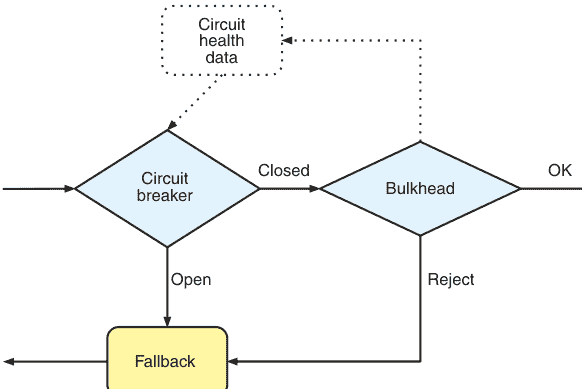 Circuit
health
data
Circuit
breaker
Closed
Bulkhead
OK
Open
Reject
Fallback